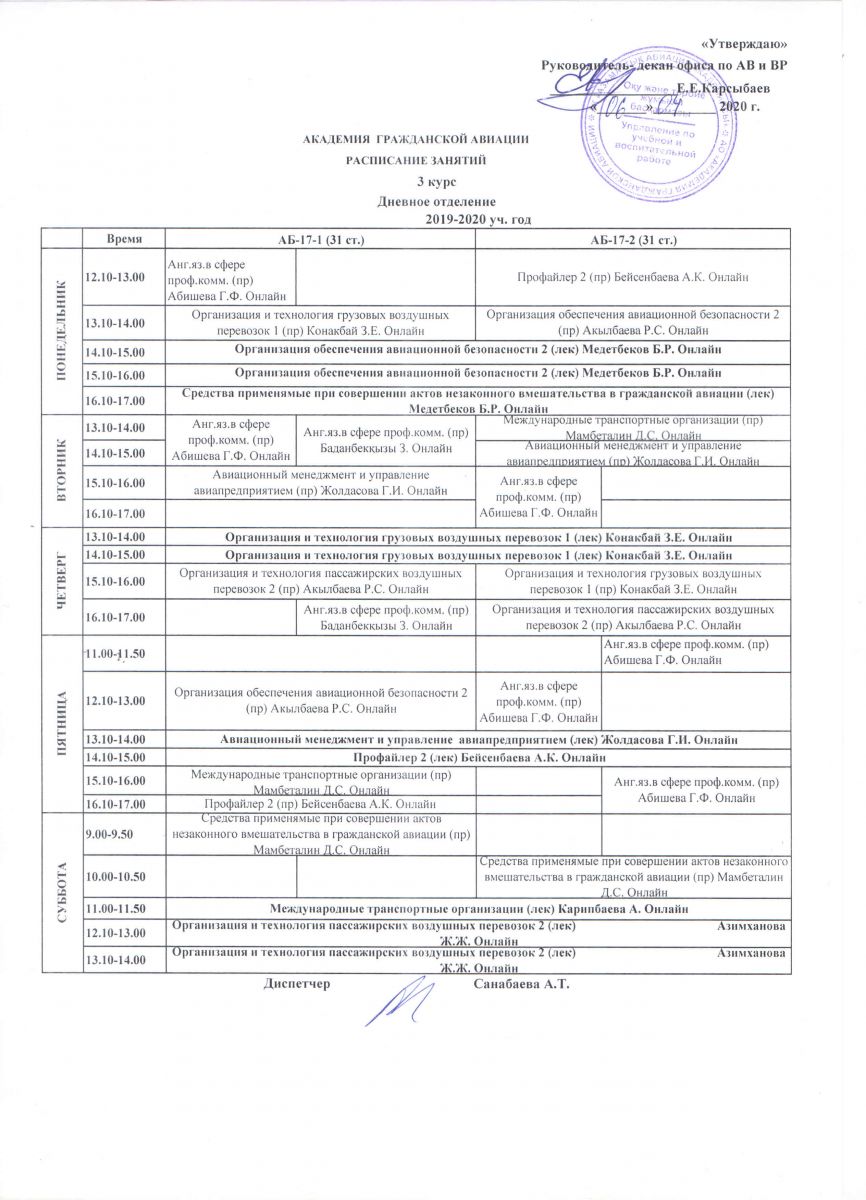 «Утверждаю»
Руководитель- декан офиса по АВ и ВР
Е.Е.Карсыбаев
«06» 04 2020 г.
Оқу және
Управление по
учебной и
воспитательной
работе
АКАДЕМИЯ ГРАЖДАНСКОЙ АВИАЦИИ
РАСПИСАНИЕ ЗАНЯТИЙ
3 курс
Дневное отделение
2019-2020 уч. год
Время
АБ-17-1 (31 ст.)
АБ-17-2 (31 ст.)
ПОНЕДЕЛЬНИК
12.10-13.00
Анг.яз.в сфере
проф.комм. (пр)
Абишева Г.Ф. Онлайн
Профайлер 2 (пр) Бейсенбаева А.К. Онлайн
13.10-14.00
Организация и технология грузовых воздушных
перевозок 1 (пр) Конакбай З.Е. Онлайн
Организация обеспечения авиационной безопасности 2
(пр) Акылбаева Р.С. Онлайн
14.10-15.00
Организация обеспечения авиационной безопасности 2 (лек) Медетбеков Б.Р. Онлайн
15.10-16.00
Организация обеспечения авиационной безопасности 2 (лек) Медетбеков Б.Р. Онлайн
16.10-17.00
Средства применямые при совершении актов незаконного вмешательства в гражданской авиации (лек)
Медетбеков Б.Р. Онлайн
ВТОРНИК
13.10-14.00
Анг.яз.в сфере
проф.комм. (пр)
Абишева Г.Ф. Онлайн
Анг.яз.в сфере проф.комм. (пр)
Баданбекқызы З. Онлайн
Международные транспортные организации (пр)
Мамбеталин Д.С. Онлайн
14.10-15.00
Авиационный менеджмент и управление
авиапредприятием (пр) Жолдасова Г.И. Онлайн
15.10-16.00
Авиационный менеджмент и управление
авиапредприятием (пр) Жолдасова Г.И. Онлайн
Анг.яз.в сфере
проф.комм. (пр)
Абишева Г.Ф. Онлайн
16.10-17.00
ЧЕТВЕРГ
13.10-14.00
Организация и технология грузовых воздушных перевозок 1 (лек) Конакбай З.Е. Онлайн
14.10-15.00
Организация и технология грузовых воздушных перевозок 1 (лек) Конакбай З.Е. Онлайн
15.10-16.00
Организация и технология пассажирских воздушных
перевозок 2 (пр) Акылбаева Р.С. Онлайн
Организация и технология грузовых воздушных
перевозок 1 (пр) Конакбай З.Е. Онлайн
16.10-17.00
Анг.яз.в сфере проф.комм. (пр)
Баданбекқызы З. Онлайн
Организация и технология пассажирских воздушных
перевозок 2 (пр) Акылбаева Р.С. Онлайн
ПЯТНИЦА
11.00-11.50
Анг.яз.в сфере проф.комм. (пр)
Абишева Г.Ф. Онлайн
12.10-13.00
Организация обеспечения авиационной безопасности 2
(пр) Акылбаева Р.С. Онлайн
Анг.яз.в сфере
проф.комм. (пр)
Абишева Г.Ф. Онлайн
13.10-14.00
Авиационный менеджмент и управление авиапредприятием (лек) Жолдасова Г.И. Онлайн
14.10-15.00
Профайлер 2 (лек) Бейсенбаева А.К. Онлайн
15.10-16.00
Международные транспортные организации (пр)
Мамбеталин Д.С. Онлайн
Анг.яз.в сфере проф.комм. (пр)
Абишева Г.Ф. Онлайн
16.10-17.00
Профайлер 2 (пр) Бейсенбаева А.К. Онлайн
СУББОТА
9.00-9.50
Средства применямые при совершении актов
незаконного вмешательства в гражданской авиации (пр)
Мамбеталин Д.С. Онлайн
10.00-10.50
Средства применямые при совершении актов незаконного
вмешательства в гражданской авиации (пр) Мамбеталин
Д.С. Онлайн
11.00-11.50
Международные транспортные организации (лек) Карипбаева А. Онлайн
12.10-13.00
Организация и технология пассажирских воздушных перевозок 2 (лек) Азимханова
Ж.Ж. Онлайн
13.10-14.00
Организация и технология пассажирских воздушных перевозок 2 (лек) Азимханова
Ж.Ж. Онлайн
Диспетчер Санабаева А.Т.